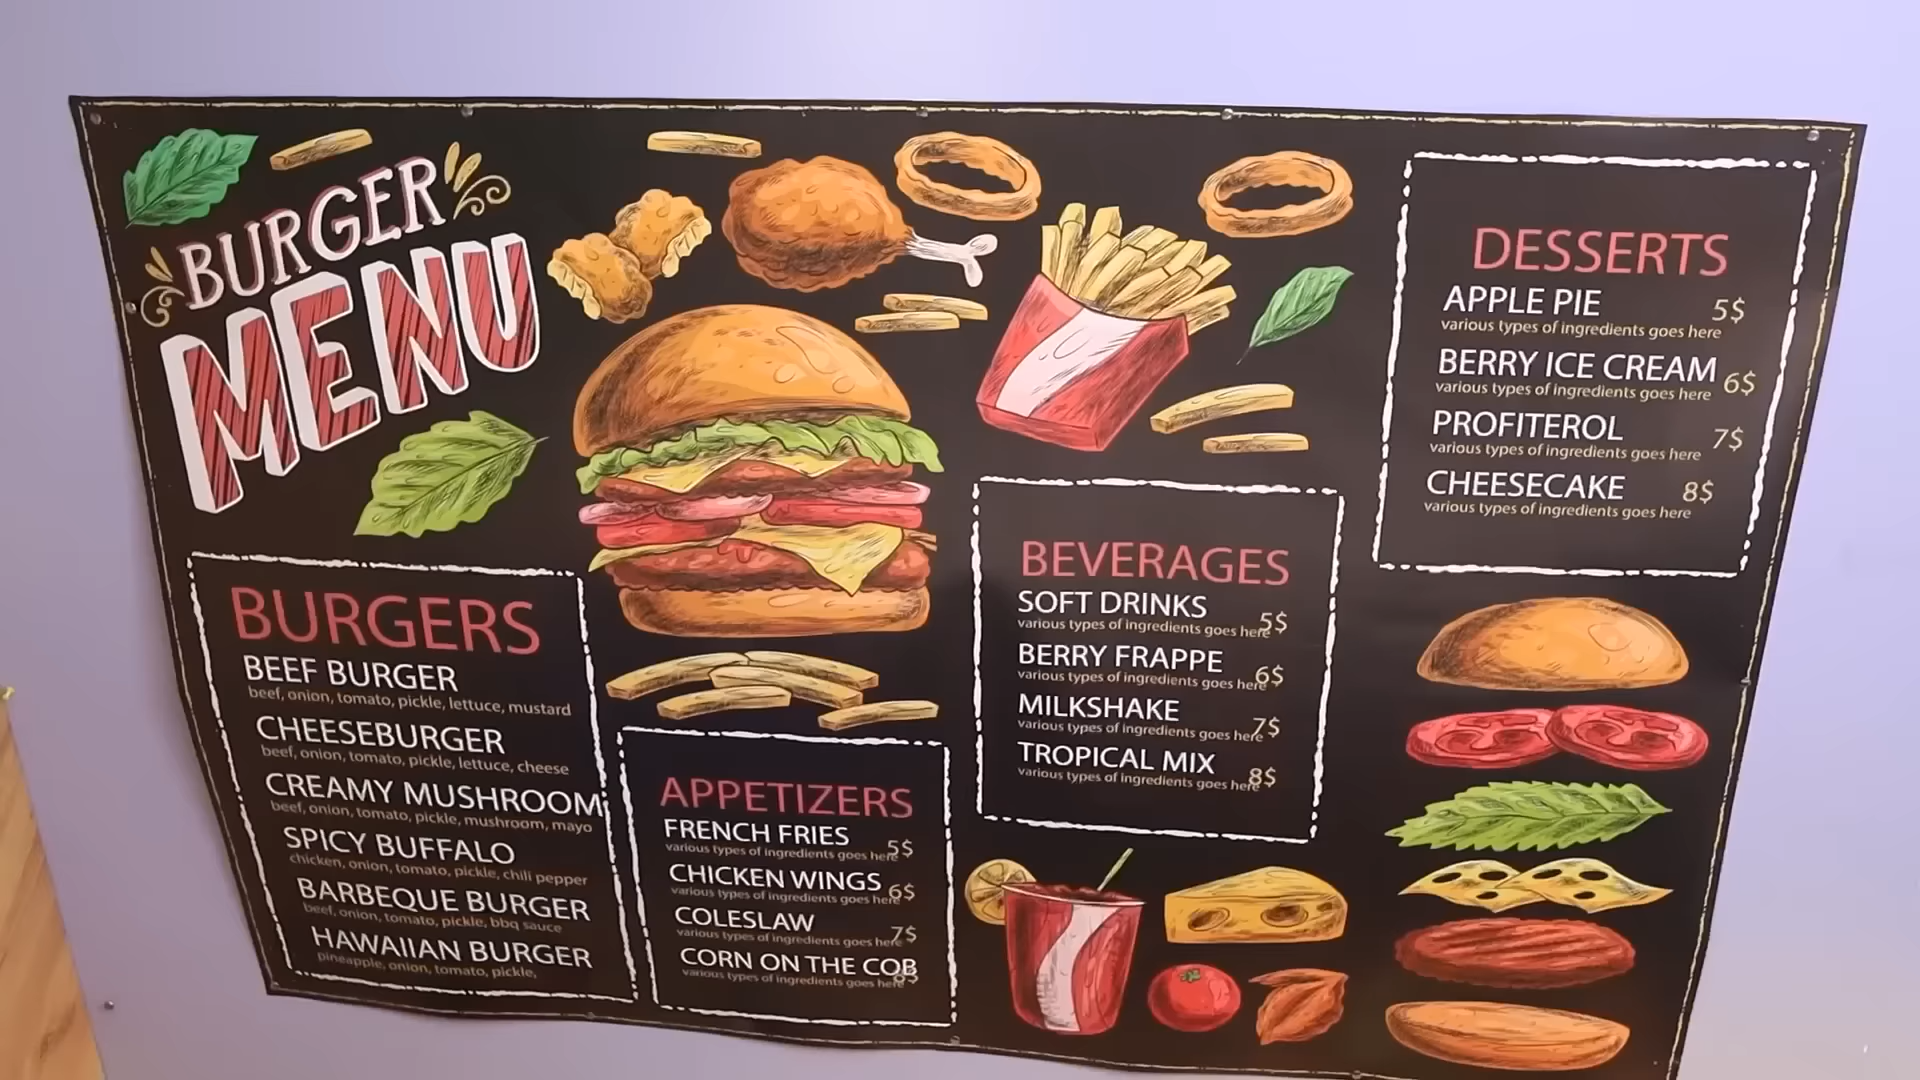 BURGER
MENU
BURGERS
BEEF BURGER
beef, onion, tomato, pickle, lettuce, mustard
CHEESEBURGER
beef, onion, tomato, pickle, lettuce, cheese
CREAMY MUSHROOM
beef, onion, tomato, pickle, mushroom, mayo
SPICY BUFFALO
chicken, onion, tomato, pickle, chili pepper
BARBEQUE BURGER
beef, onion, tomato, pickle, bbq sauce
HAWAIIAN BURGER
pineapple, onion, tomato, pickle,
APPETIZERS
FRENCH FRIES 5$
various types of ingredients goes here
CHICKEN WINGS 6$
various types of ingredients goes here
COLESLAW 7$
various types of ingredients goes here
CORN ON THE COB 8$
various types of ingredients goes here
BEVERAGES
SOFT DRINKS 5$
various types of ingredients goes here
BERRY FRAPPE 6$
various types of ingredients goes here
MILKSHAKE 7$
various types of ingredients goes here
TROPICAL MIX 8$
various types of ingredients goes here
DESSERTS
APPLE PIE 5$
various types of ingredients goes here
BERRY ICE CREAM 6$
various types of ingredients goes here
PROFITEROL 7$
various types of ingredients goes here
CHEESECAKE 8$
various types of ingredients goes here